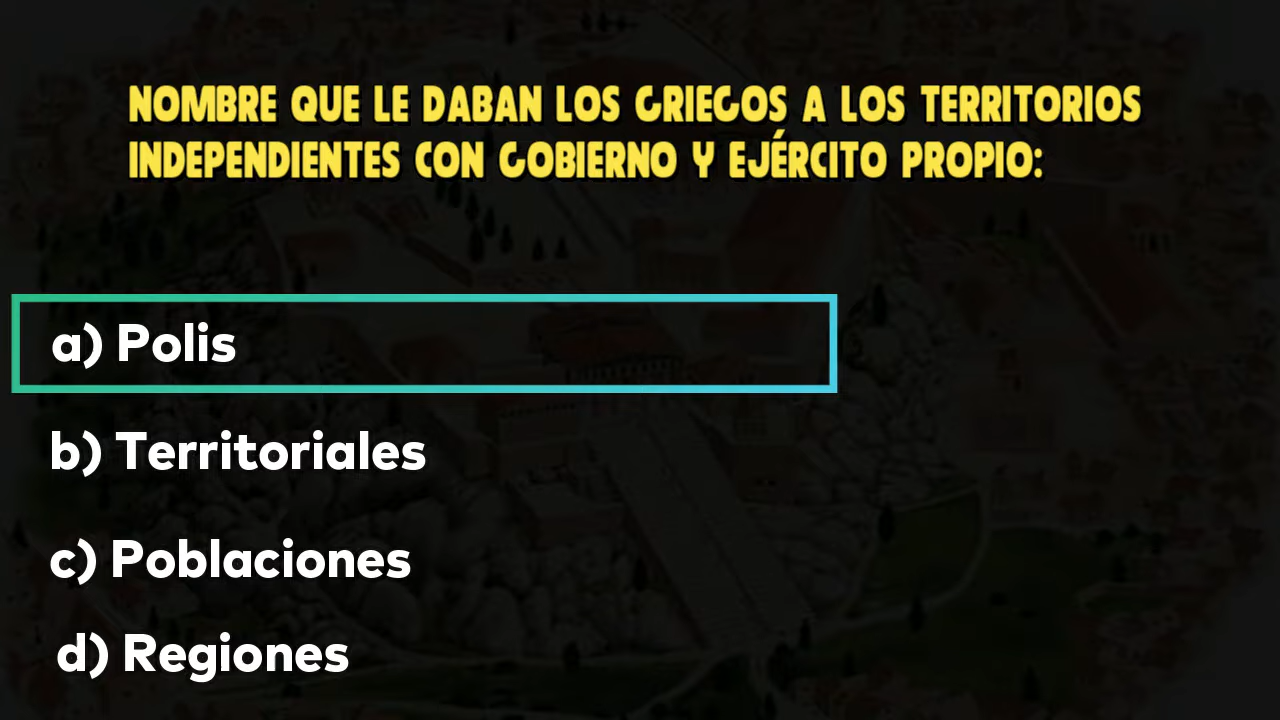 NOMBRE QUE LE DABAN LOS GRIEGOS A LOS TERRITORIOS
INDEPENDIENTES CON GOBIERNO Y EJÉRCITO PROPIO:
a) Polis
b) Territoriales
c) Poblaciones
d) Regiones